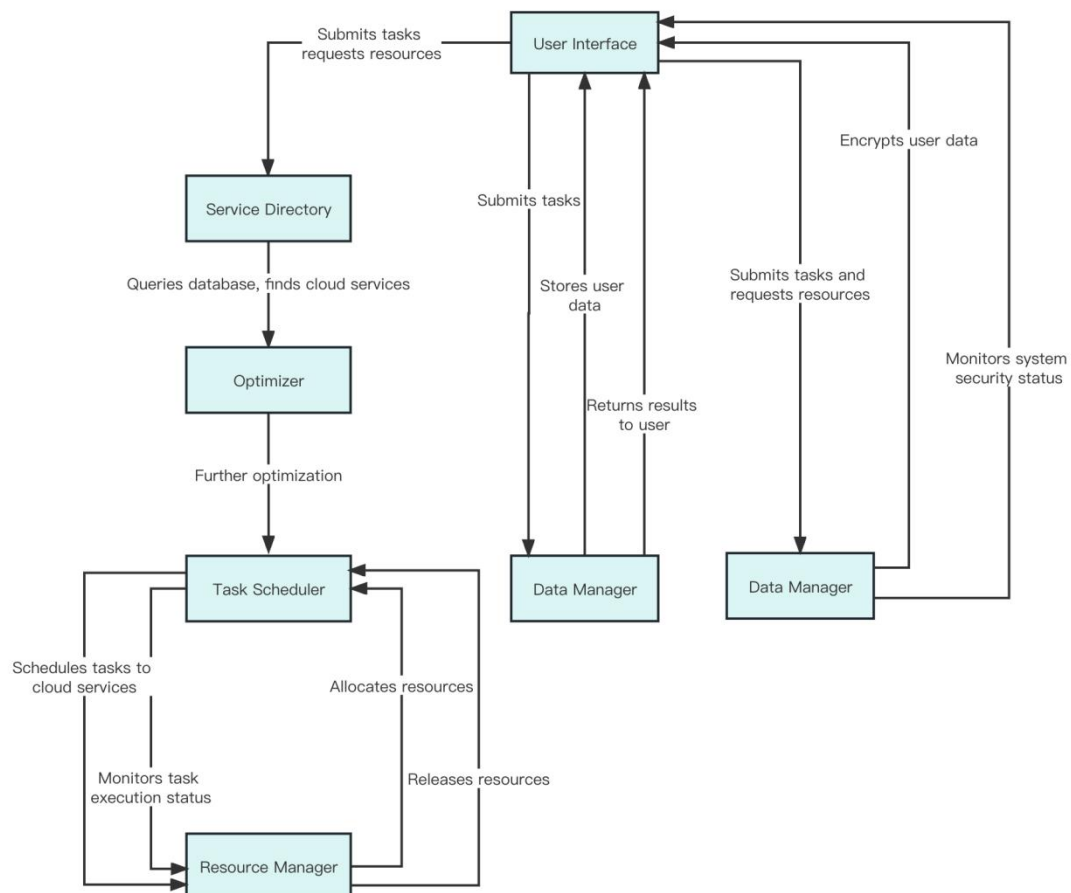 Submits tasks
requests resources
User Interface
Encrypts user data
Service Directory
Submits tasks
Queries database, finds cloud services
Stores user
data
Submits tasks and
requests resources
Monitors system
security status
Optimizer
Returns results
to user
Further optimization
Task Scheduler
Data Manager
Data Manager
Schedules tasks to
cloud services
Allocates resources
Monitors task
execution status
Releases resources
Resource Manager